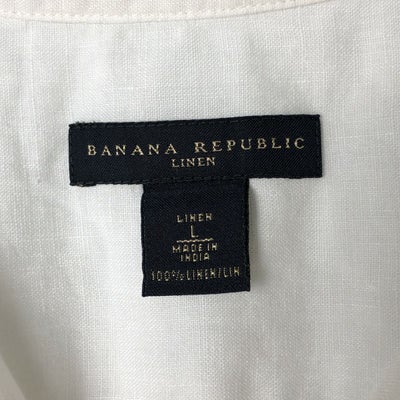 BANANA REPUBLIC
LINEN
LINEN
L
MADE IN
INDIA
100% LINEN/LIN